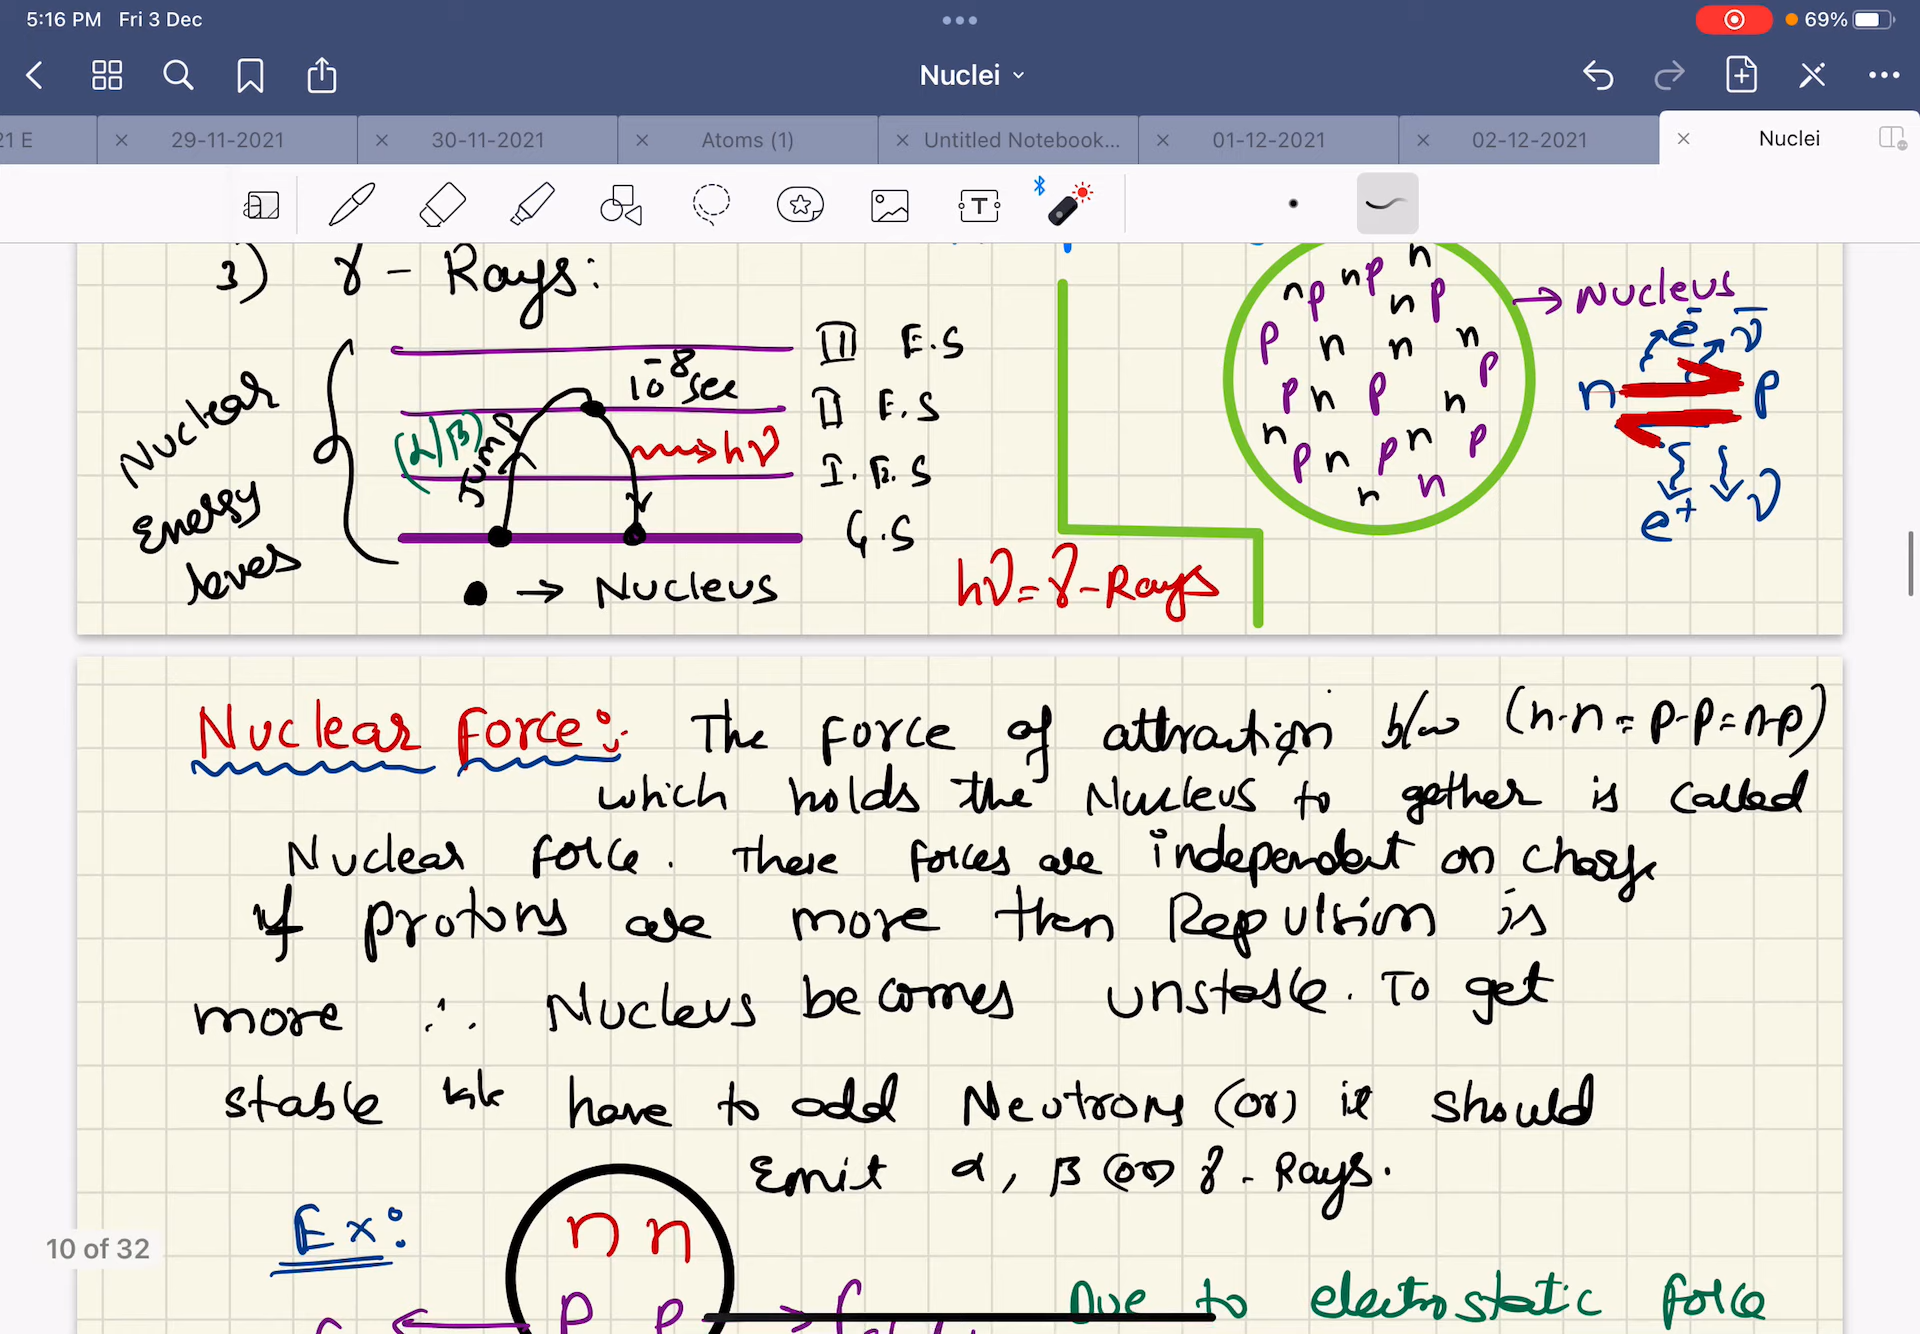 5:16 PM Fri 3 Dec
69%
Nuclei
21 E
29-11-2021
30-11-2021
Atoms (1)
Untitled Notebook...
01-12-2021
02-12-2021
Nuclei
3) γ - Rays:
III E.S
10⁻⁸ sec
II E.S
(α/β)
Jump
hν
I. E.S
G.S
Nuclear
Energy
leves
→ Nucleus
hν = γ - Rays
n p n p n
n p
p n n n
p
p n p n
n p n p
p n
n n
→ Nucleus
e⁻ ν̄
n p
e⁺ ν
Nuclear Force:- The force of attraction b/w (n-n = p-p = n-p)
which holds the Nucleus to gether is called
Nuclear force. These forces are independent on charge
if protons are more then Repulsion is
more ∴ Nucleus becomes unstable. To get
stable we have to add Neutrons (or) it should
Emit α, β (or) γ - Rays.
Ex:
n n
P P
Due to electrostatic force
10 of 32